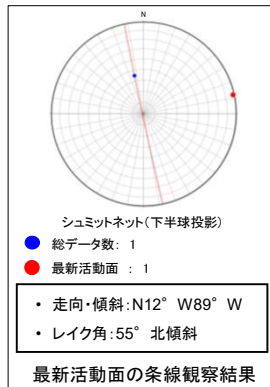 N
シュミットネット(下半球投影)
総データ数: 1
最新活動面 : 1
• 走向・傾斜:N12° W89° W
• レイク角:55° 北傾斜
最新活動面の条線観察結果